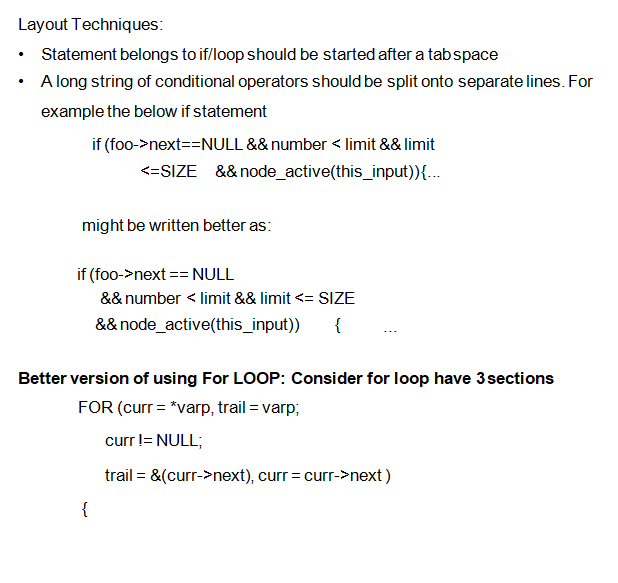 Layout Techniques:
• Statement belongs to if/loop should be started after a tab space
• A long string of conditional operators should be split onto separate lines. For
example the below if statement
if (foo->next==NULL && number < limit && limit
<=SIZE && node_active(this_input)){...
might be written better as:
if (foo->next == NULL
&& number < limit && limit <= SIZE
&& node_active(this_input)) { ...
Better version of using For LOOP: Consider for loop have 3 sections
FOR (curr = *varp, trail = varp;
curr != NULL;
trail = &(curr->next), curr = curr->next )
{